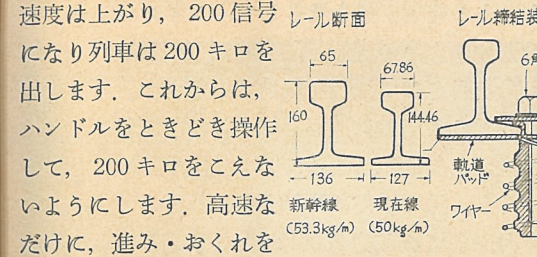 速度は上がり，200信号
になり列車は200キロを
出します．これからは，
ハンドルをときどき操作
して，200キロをこえな
いようにします．高速な
だけに，進み・おくれを
レール断面
65
67.86
160
144.46
136
127
新幹線
現在線
(53.3kg/m)
(50kg/m)
レール締結装
6角
軌道
パッド
ワイヤー